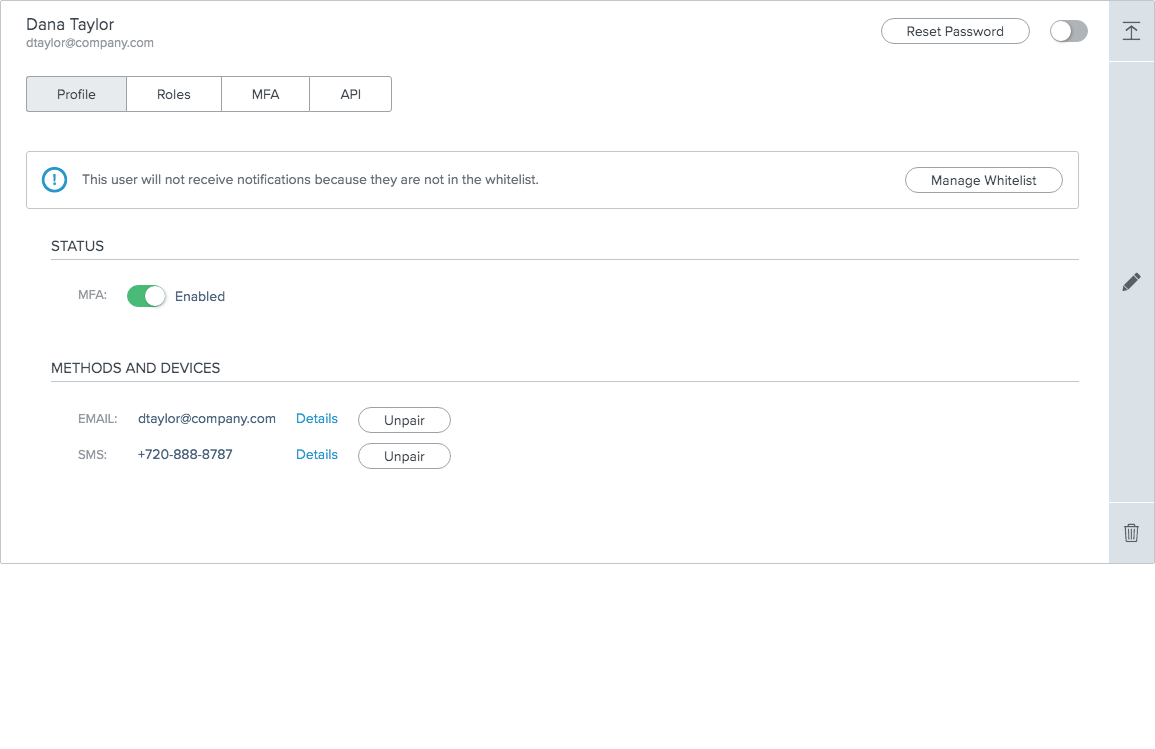 Dana Taylor
dtaylor@company.com
Reset Password
Profile Roles MFA API
This user will not receive notifications because they are not in the whitelist.
Manage Whitelist
STATUS
MFA: Enabled
METHODS AND DEVICES
EMAIL: dtaylor@company.com Details Unpair
SMS: +720-888-8787 Details Unpair